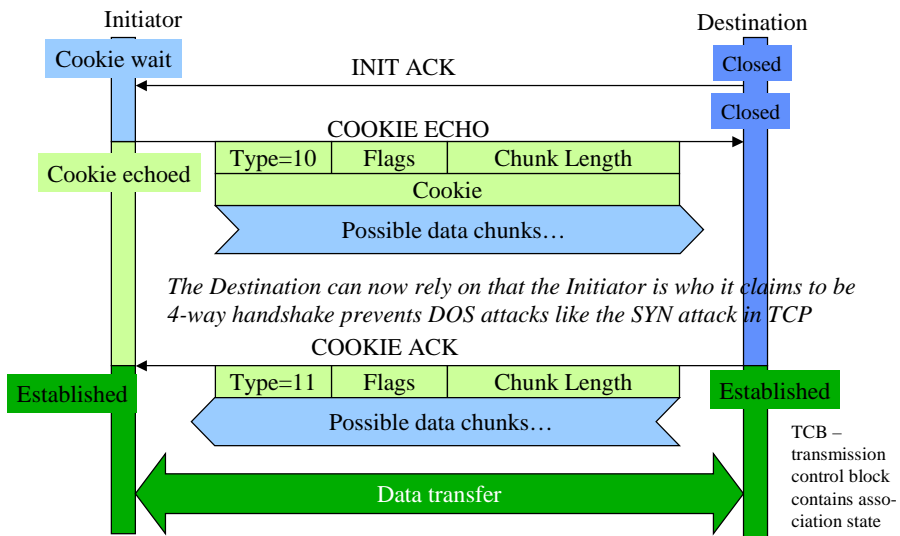 Initiator
Destination
Cookie wait
INIT ACK
Closed
Closed
COOKIE ECHO
Type=10 Flags Chunk Length
Cookie echoed
Cookie
Possible data chunks…
The Destination can now rely on that the Initiator is who it claims to be
4-way handshake prevents DOS attacks like the SYN attack in TCP
COOKIE ACK
Type=11 Flags Chunk Length
Established
Established
Possible data chunks…
TCB –
transmission
control block
contains asso-
ciation state
Data transfer